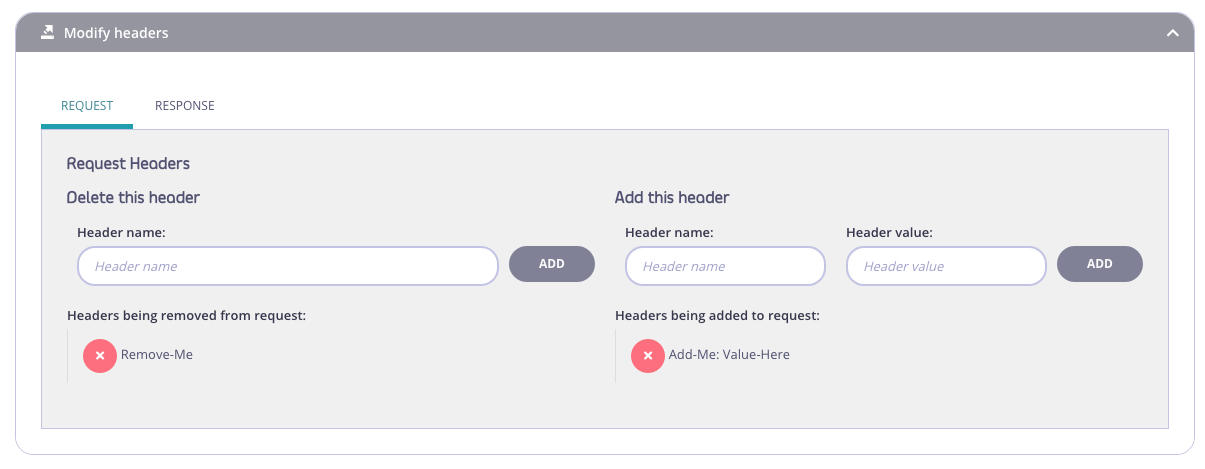 Modify headers
REQUEST RESPONSE
Request Headers
Delete this header
Header name:
Header name
ADD
Headers being removed from request:
Remove-Me
Add this header
Header name: Header value:
Header name Header value ADD
Headers being added to request:
Add-Me: Value-Here